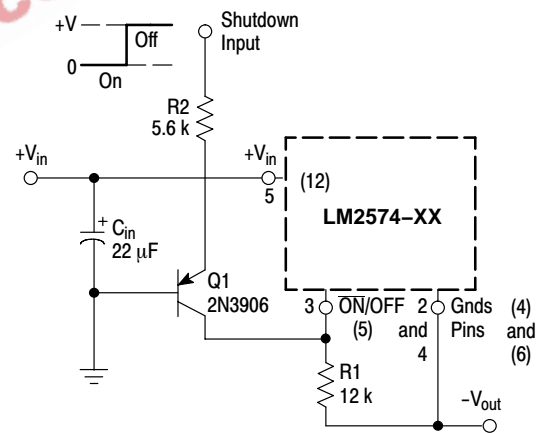 +V
Off
0
On
Shutdown
Input
R2
5.6 k
+Vin
+Vin
5
(12)
LM2574–XX
+
Cin
22 µF
Q1
2N3906
3
ON/OFF
(5)
2
and
4
Gnds
Pins
(4)
and
(6)
R1
12 k
–Vout